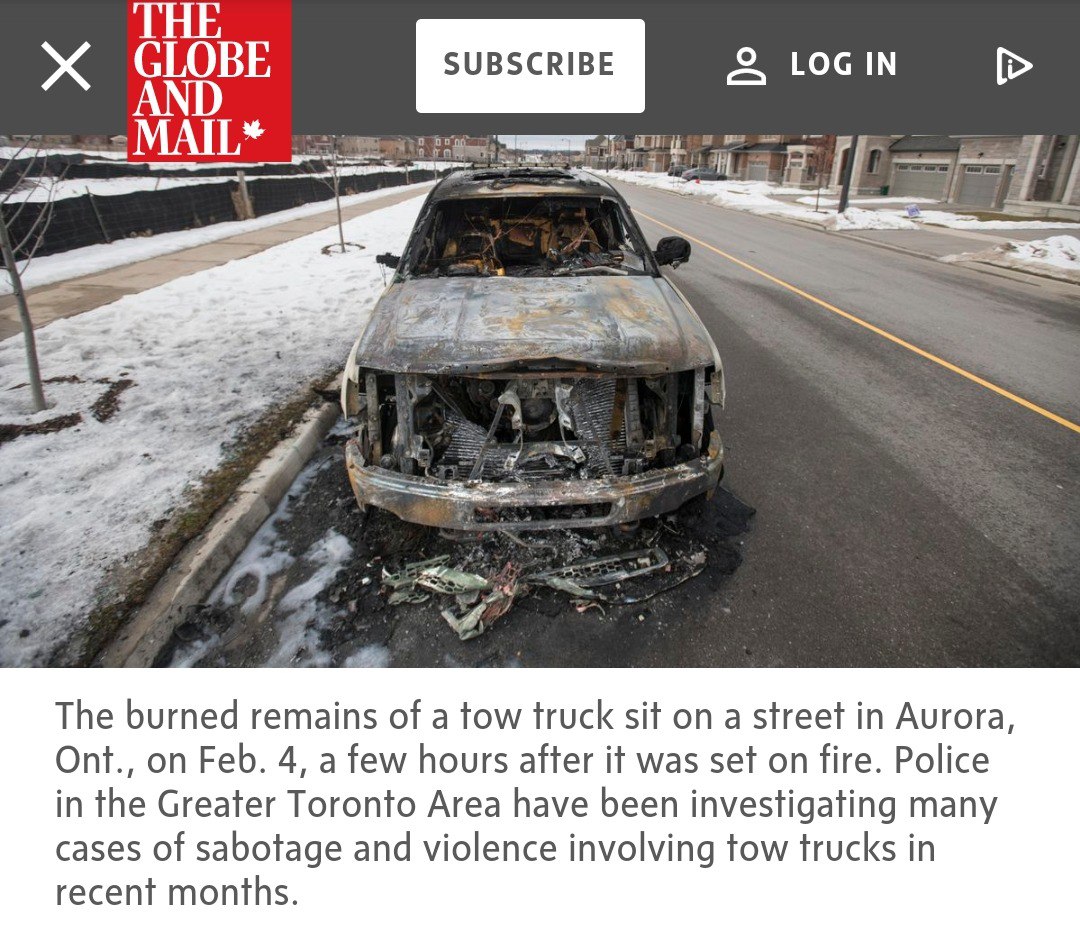 THE
GLOBE
AND
MAIL
SUBSCRIBE
LOG IN
The burned remains of a tow truck sit on a street in Aurora,
Ont., on Feb. 4, a few hours after it was set on fire. Police
in the Greater Toronto Area have been investigating many
cases of sabotage and violence involving tow trucks in
recent months.